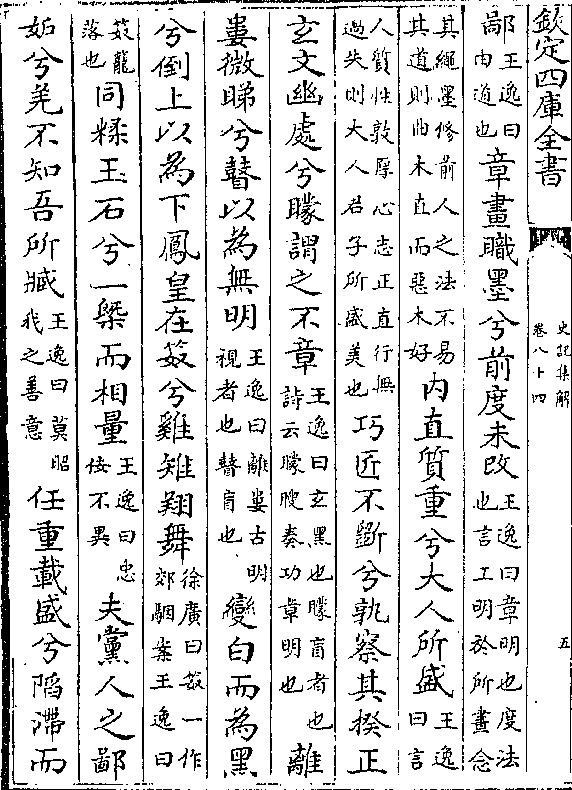 欽定四庫全書
史記集解
卷八十四
五
鄙王逸曰由道也章畫職墨兮前度未改王逸曰章明也度法也言工明於所畫念
其繩墨修前人之法不易其道則曲木直而惡木好內直質重兮大人所盛王逸曰言
人質性敦厚心志正直行無過失則大人君子所盛美也巧匠不斲兮孰察其揆正
玄文幽處兮矇謂之不章王逸曰玄黑也矇盲者也詩云矇瞍奏功章明也離
婁微睇兮瞽以為無明王逸曰離婁古明視者也瞽盲也變白而為黑
兮倒上以為下鳳皇在笯兮雞雉翔舞徐廣曰笯一作郊駰案王逸曰
笯籠落也同糅玉石兮一槩而相量王逸曰忠佞不異夫黨人之鄙
妬兮羌不知吾所臧王逸曰莫昭我之善意任重載盛兮陷滯而